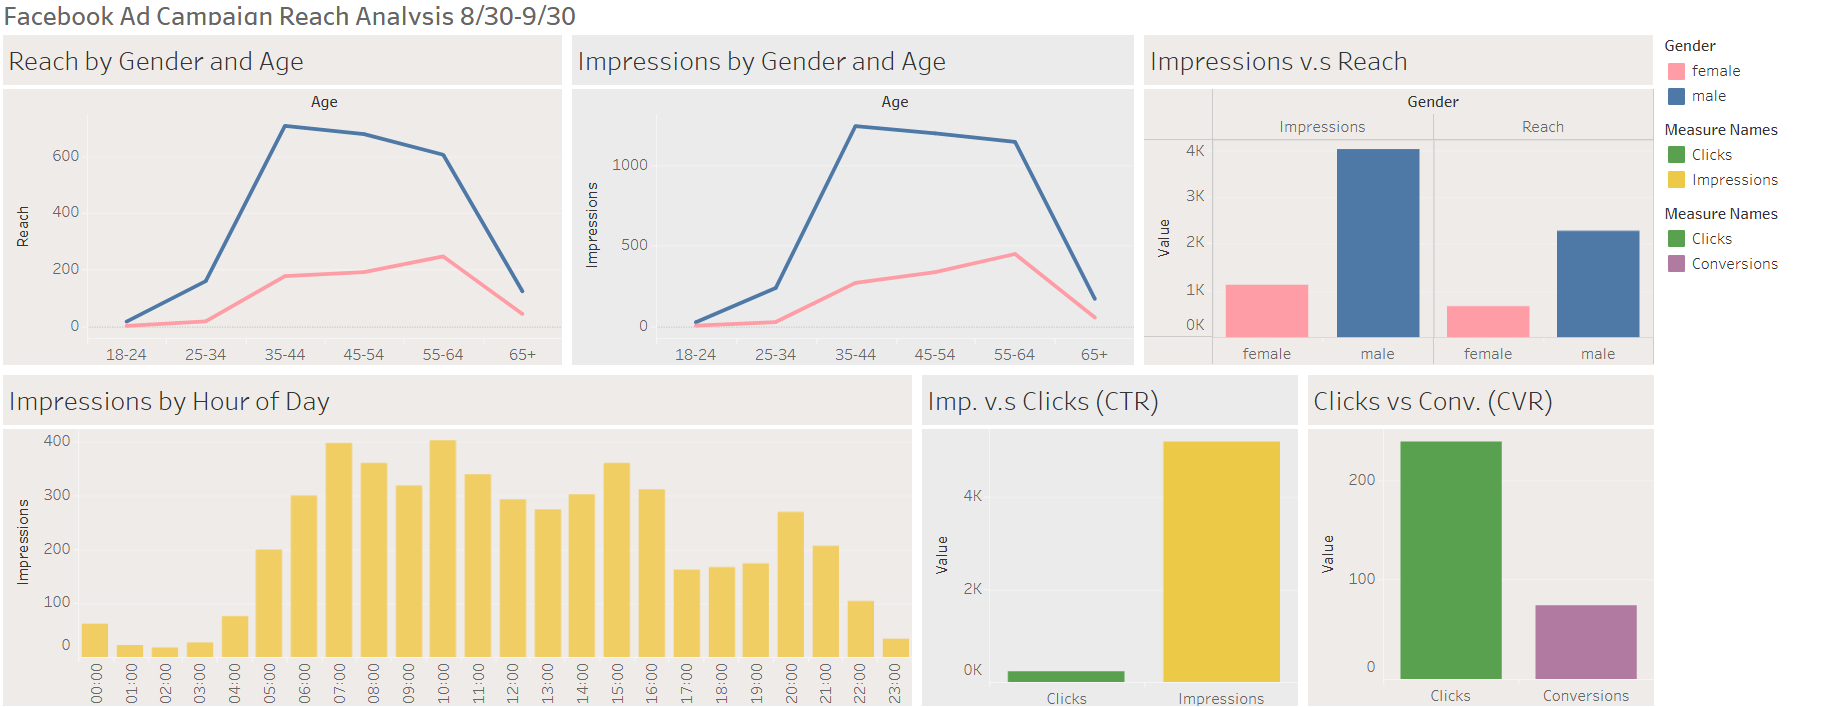 Facebook Ad Campaign Reach Analysis 8/30-9/30
Reach by Gender and Age
Age
Reach
600
400
200
0
18-24 25-34 35-44 45-54 55-64 65+
Impressions by Gender and Age
Age
Impressions
1000
500
0
18-24 25-34 35-44 45-54 55-64 65+
Impressions v.s Reach
Gender
Impressions Reach
Value
4K
3K
2K
1K
0K
female male female male
Gender
female
male
Measure Names
Clicks
Impressions
Measure Names
Clicks
Conversions
Impressions by Hour of Day
Impressions
400
300
200
100
0
00:00 01:00 02:00 03:00 04:00 05:00 06:00 07:00 08:00 09:00 10:00 11:00 12:00 13:00 14:00 15:00 16:00 17:00 18:00 19:00 20:00 21:00 22:00 23:00
Imp. v.s Clicks (CTR)
Value
4K
2K
0K
Clicks Impressions
Clicks vs Conv. (CVR)
Value
200
100
0
Clicks Conversions